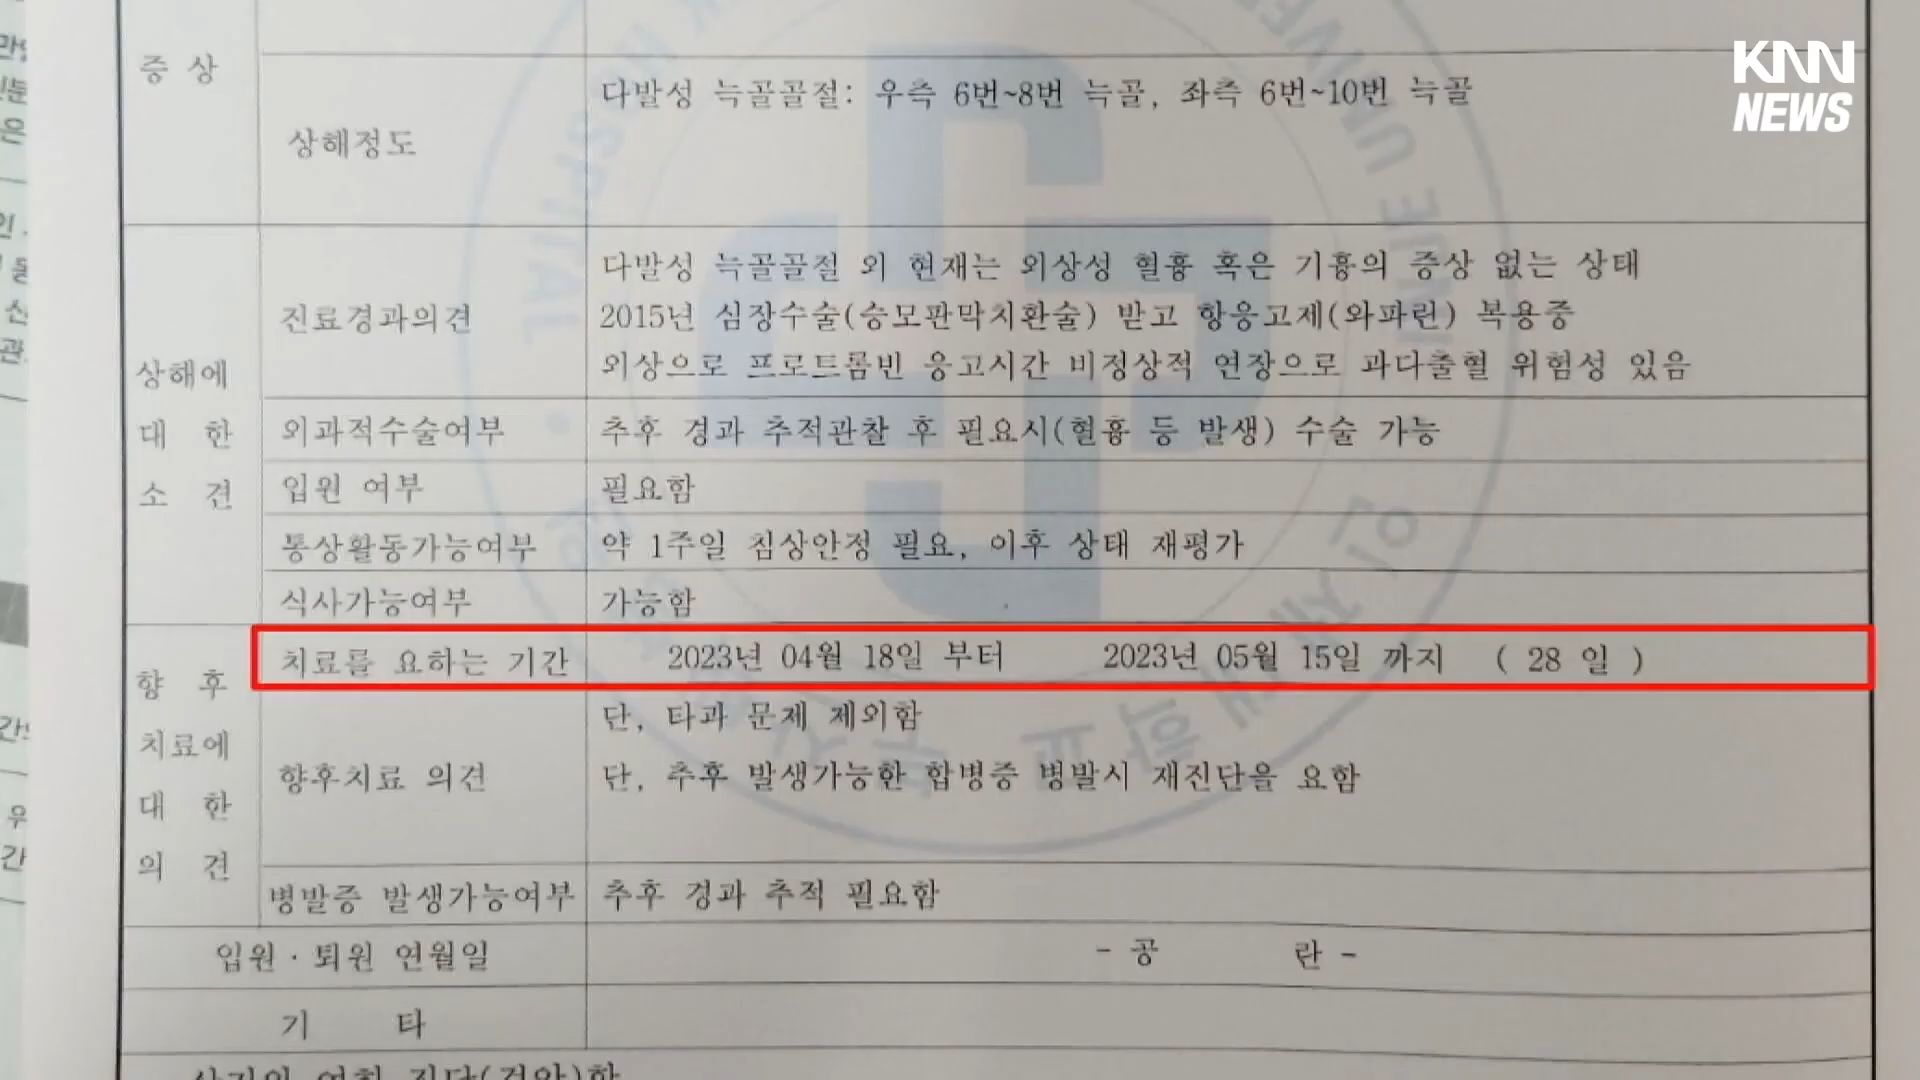 KNN
NEWS
증 상
상해정도
다발성 늑골골절: 우측 6번~8번 늑골, 좌측 6번~10번 늑골
상해에
대 한
소 견
진료경과의견
다발성 늑골골절 외 현재는 외상성 혈흉 혹은 기흉의 증상 없는 상태
2015년 심장수술(승모판막치환술) 받고 항응고제(와파린) 복용중
외상으로 프로트롬빈 응고시간 비정상적 연장으로 과다출혈 위험성 있음
외과적수술여부
추후 경과 추적관찰 후 필요시(혈흉 등 발생) 수술 가능
입원 여부
필요함
통상활동가능여부
약 1주일 침상안정 필요, 이후 상태 재평가
식사가능여부
가능함
향 후
치료에
대 한
의 견
치료를 요하는 기간
2023년 04월 18일 부터 2023년 05월 15일 까지 ( 28 일 )
향후치료 의견
단, 타과 문제 제외함
단, 추후 발생가능한 합병증 병발시 재진단을 요함
병발증 발생가능여부
추후 경과 추적 필요함
입원·퇴원 연월일
- 공 란 -
기 타